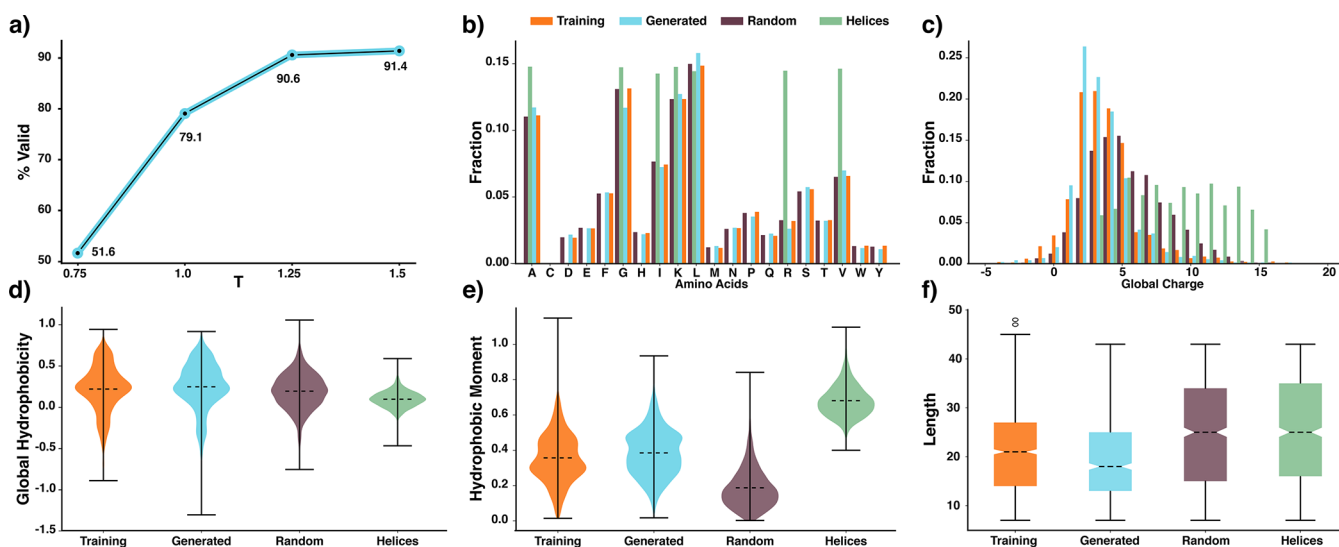 a)
% Valid
90
80
70
60
50
51.6
79.1
90.6
91.4
0.75
1.0
1.25
1.5
T
b)
Training
Generated
Random
Helices
Fraction
0.15
0.10
0.05
0.00
A C D E F G H I K L M N P Q R S T V W Y
Amino Acids
c)
Fraction
0.25
0.20
0.15
0.10
0.05
0.00
-5 0 5 10 15 20
Global Charge
d)
Global Hydrophobicity
1.0
0.5
0.0
-0.5
-1.0
-1.5
Training Generated Random Helices
e)
Hydrophobic Moment
1.2
1.0
0.8
0.6
0.4
0.2
0.0
Training Generated Random Helices
f)
Length
50
40
30
20
10
Training Generated Random Helices